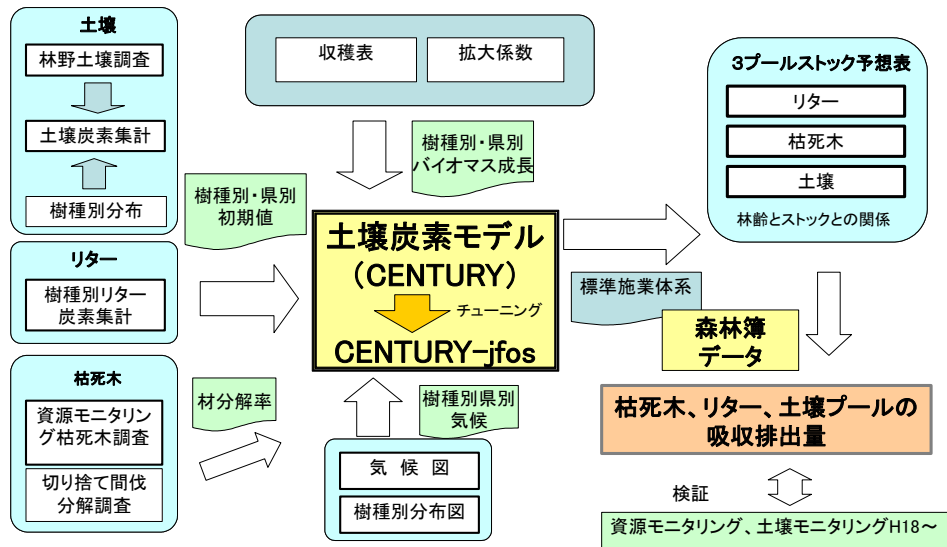 土壌
林野土壌調査
土壌炭素集計
樹種別分布
リター
樹種別リター
炭素集計
枯死木
資源モニタリン
グ枯死木調査
切り捨て間伐
分解調査
収穫表
拡大係数
樹種別・県別
バイオマス成長
樹種別・県別
初期値
材分解率
土壌炭素モデル
(CENTURY)
チューニング
CENTURY-jfos
樹種別県別
気候
気 候 図
樹種別分布図
3プールストック予想表
リター
枯死木
土壌
林齢とストックとの関係
標準施業体系
森林簿
データ
枯死木、リター、土壌プールの
吸収排出量
検証
資源モニタリング、土壌モニタリングH18～